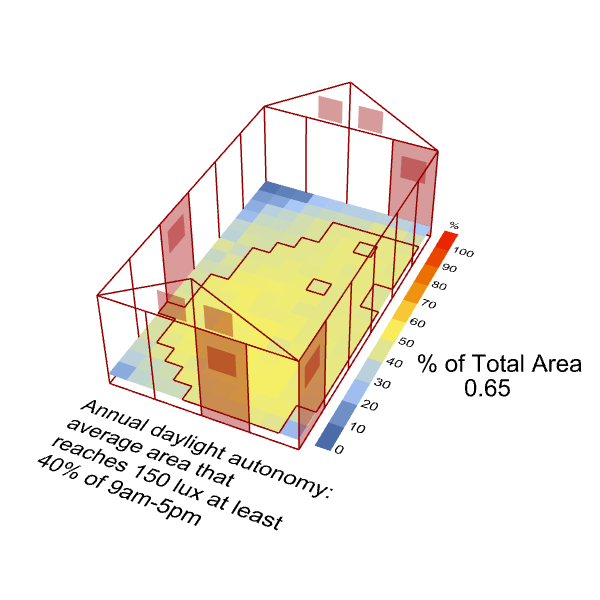 %
100
90
80
70
60
50
40
30
20
10
0
% of Total Area
0.65
Annual daylight autonomy:
average area that
reaches 150 lux at least
40% of 9am-5pm